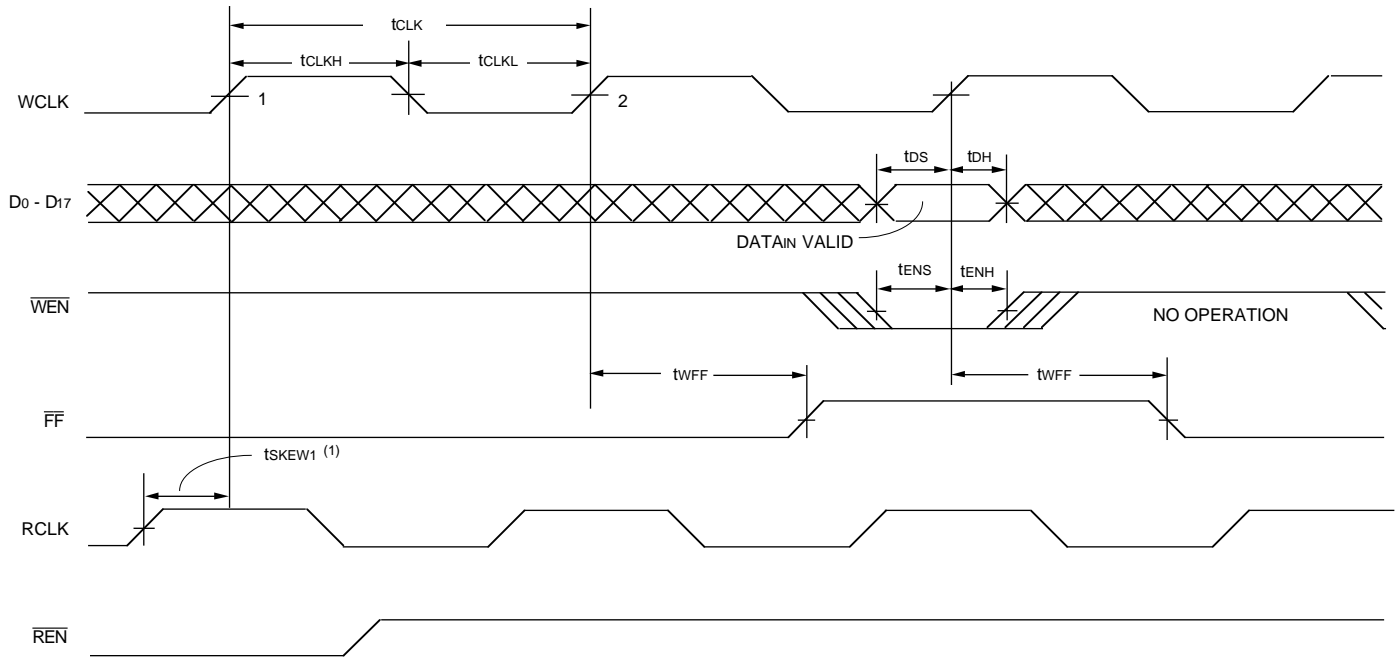 tCLK
tCLKH
tCLKL
WCLK
1
2
tDS
tDH
D0 - D17
DATAIN VALID
tENS
tENH
WEN
NO OPERATION
tWFF
tWFF
FF
tSKEW1 (1)
RCLK
REN